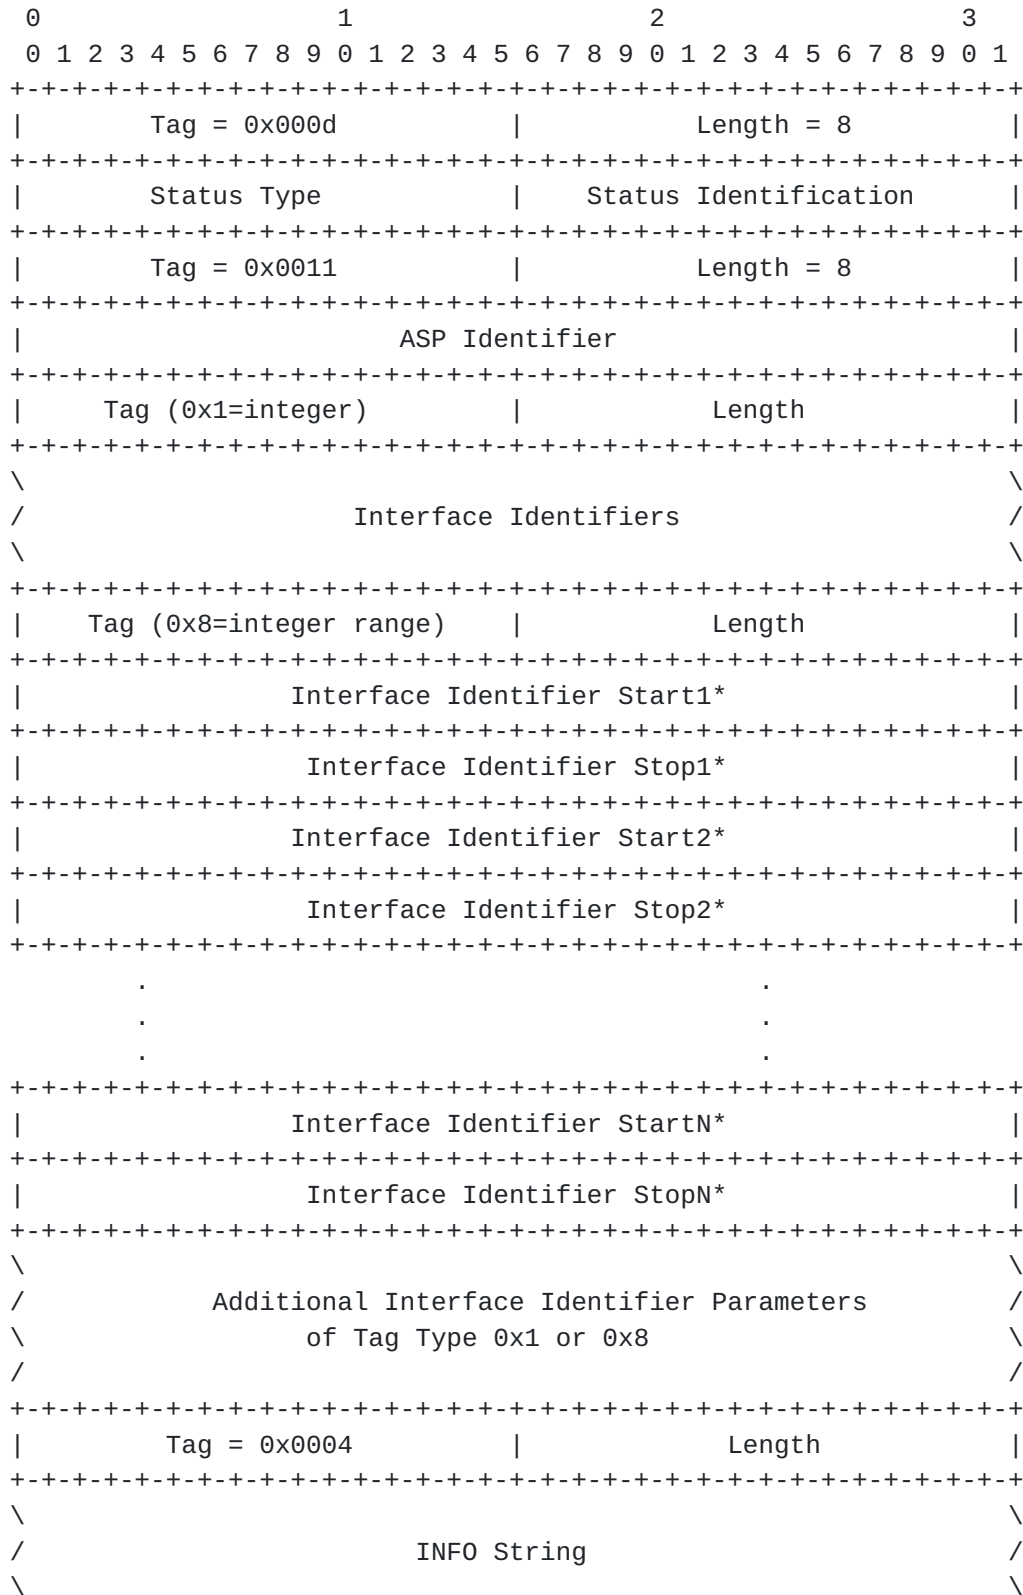 0                   1                   2                   3
 0 1 2 3 4 5 6 7 8 9 0 1 2 3 4 5 6 7 8 9 0 1 2 3 4 5 6 7 8 9 0 1
+-+-+-+-+-+-+-+-+-+-+-+-+-+-+-+-+-+-+-+-+-+-+-+-+-+-+-+-+-+-+-+-+
|        Tag = 0x000d           |           Length = 8          |
+-+-+-+-+-+-+-+-+-+-+-+-+-+-+-+-+-+-+-+-+-+-+-+-+-+-+-+-+-+-+-+-+
|        Status Type            |    Status Identification      |
+-+-+-+-+-+-+-+-+-+-+-+-+-+-+-+-+-+-+-+-+-+-+-+-+-+-+-+-+-+-+-+-+
|        Tag = 0x0011           |           Length = 8          |
+-+-+-+-+-+-+-+-+-+-+-+-+-+-+-+-+-+-+-+-+-+-+-+-+-+-+-+-+-+-+-+-+
|                        ASP Identifier                         |
+-+-+-+-+-+-+-+-+-+-+-+-+-+-+-+-+-+-+-+-+-+-+-+-+-+-+-+-+-+-+-+-+
|     Tag (0x1=integer)         |            Length             |
+-+-+-+-+-+-+-+-+-+-+-+-+-+-+-+-+-+-+-+-+-+-+-+-+-+-+-+-+-+-+-+-+
\                                                               \
/                     Interface Identifiers                     /
\                                                               \
+-+-+-+-+-+-+-+-+-+-+-+-+-+-+-+-+-+-+-+-+-+-+-+-+-+-+-+-+-+-+-+-+
|    Tag (0x8=integer range)    |            Length             |
+-+-+-+-+-+-+-+-+-+-+-+-+-+-+-+-+-+-+-+-+-+-+-+-+-+-+-+-+-+-+-+-+
|                 Interface Identifier Start1*                  |
+-+-+-+-+-+-+-+-+-+-+-+-+-+-+-+-+-+-+-+-+-+-+-+-+-+-+-+-+-+-+-+-+
|                  Interface Identifier Stop1*                  |
+-+-+-+-+-+-+-+-+-+-+-+-+-+-+-+-+-+-+-+-+-+-+-+-+-+-+-+-+-+-+-+-+
|                 Interface Identifier Start2*                  |
+-+-+-+-+-+-+-+-+-+-+-+-+-+-+-+-+-+-+-+-+-+-+-+-+-+-+-+-+-+-+-+-+
|                  Interface Identifier Stop2*                  |
+-+-+-+-+-+-+-+-+-+-+-+-+-+-+-+-+-+-+-+-+-+-+-+-+-+-+-+-+-+-+-+-+
        .                                       .
        .                                       .
        .                                       .
+-+-+-+-+-+-+-+-+-+-+-+-+-+-+-+-+-+-+-+-+-+-+-+-+-+-+-+-+-+-+-+-+
|                 Interface Identifier StartN*                  |
+-+-+-+-+-+-+-+-+-+-+-+-+-+-+-+-+-+-+-+-+-+-+-+-+-+-+-+-+-+-+-+-+
|                  Interface Identifier StopN*                  |
+-+-+-+-+-+-+-+-+-+-+-+-+-+-+-+-+-+-+-+-+-+-+-+-+-+-+-+-+-+-+-+-+
\                                                               \
/            Additional Interface Identifier Parameters         /
\                  of Tag Type 0x1 or 0x8                       \
/                                                               /
+-+-+-+-+-+-+-+-+-+-+-+-+-+-+-+-+-+-+-+-+-+-+-+-+-+-+-+-+-+-+-+-+
|         Tag = 0x0004          |             Length            |
+-+-+-+-+-+-+-+-+-+-+-+-+-+-+-+-+-+-+-+-+-+-+-+-+-+-+-+-+-+-+-+-+
\                                                               \
/                         INFO String                           /
\                                                               \